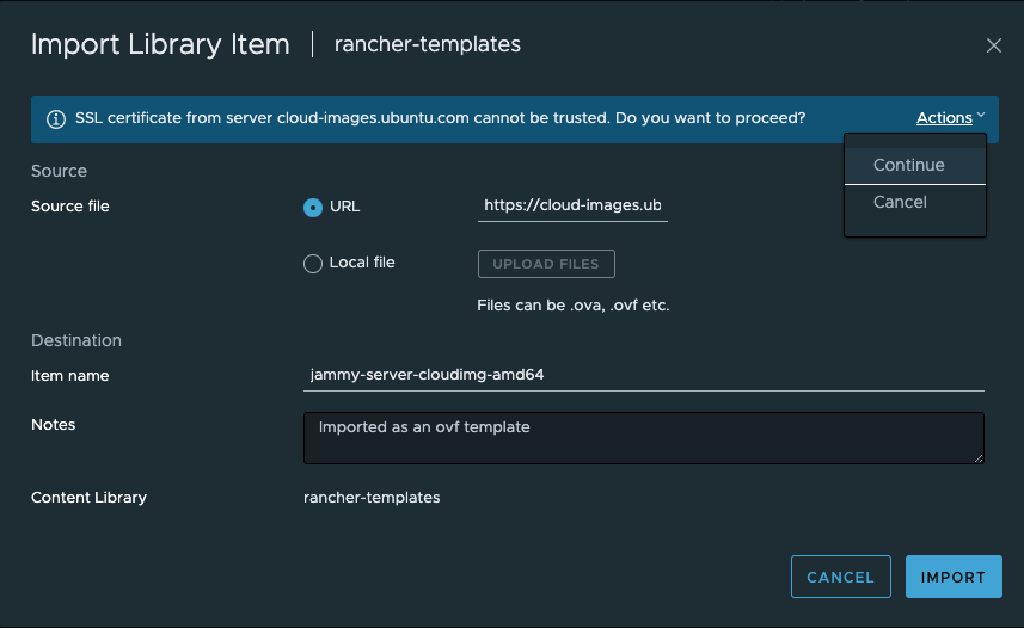 Import Library Item | rancher-templates
SSL certificate from server cloud-images.ubuntu.com cannot be trusted. Do you want to proceed? Actions
Continue
Cancel
Source
Source file URL https://cloud-images.ub
Local file UPLOAD FILES
Files can be .ova, .ovf etc.
Destination
Item name jammy-server-cloudimg-amd64
Notes Imported as an ovf template
Content Library rancher-templates
CANCEL IMPORT